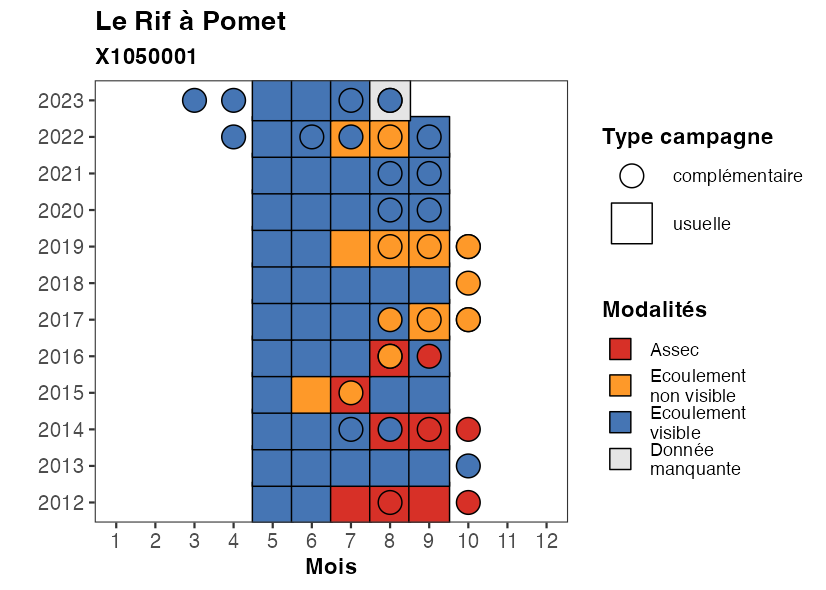 Le Rif à Pomet
X1050001
2023
2022
2021
2020
2019
2018
2017
2016
2015
2014
2013
2012
1 2 3 4 5 6 7 8 9 10 11 12
Mois
Type campagne
complémentaire
usuelle
Modalités
Assec
Ecoulement
non visible
Ecoulement
visible
Donnée
manquante